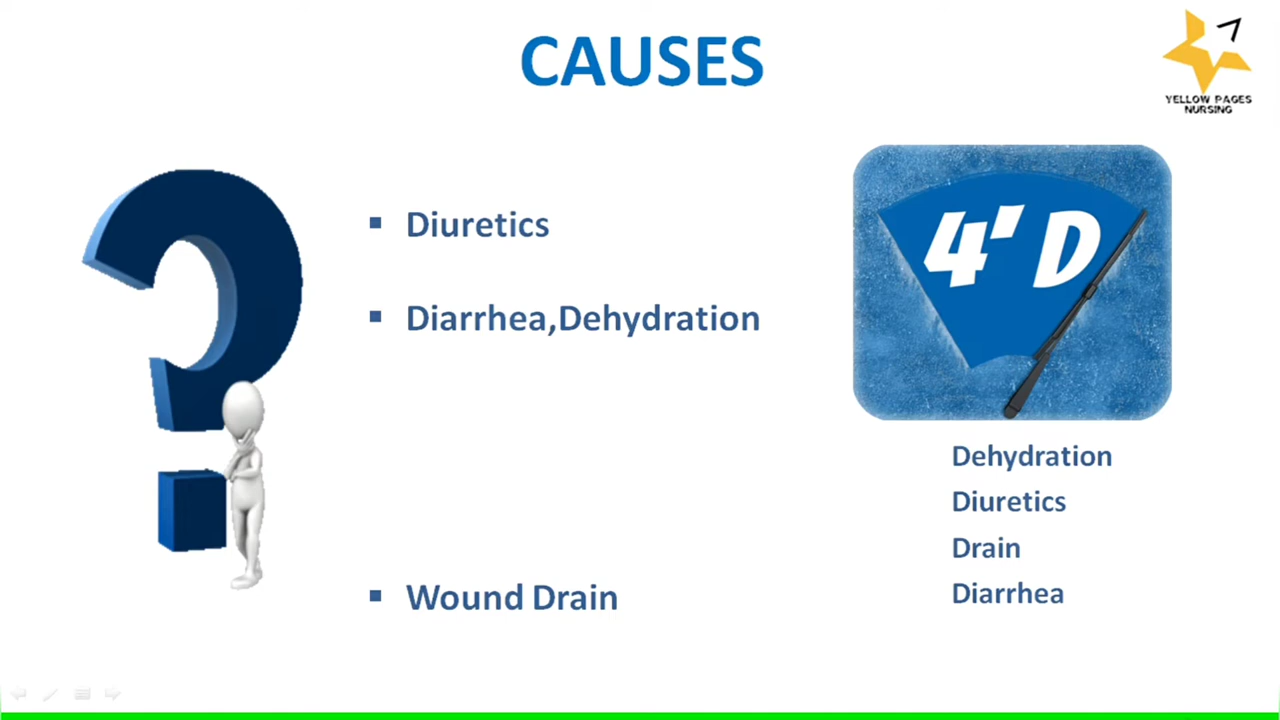 CAUSES
YELLOW PAGES
NURSING
▪ Diuretics
▪ Diarrhea,Dehydration
▪ Wound Drain
4' D
Dehydration
Diuretics
Drain
Diarrhea